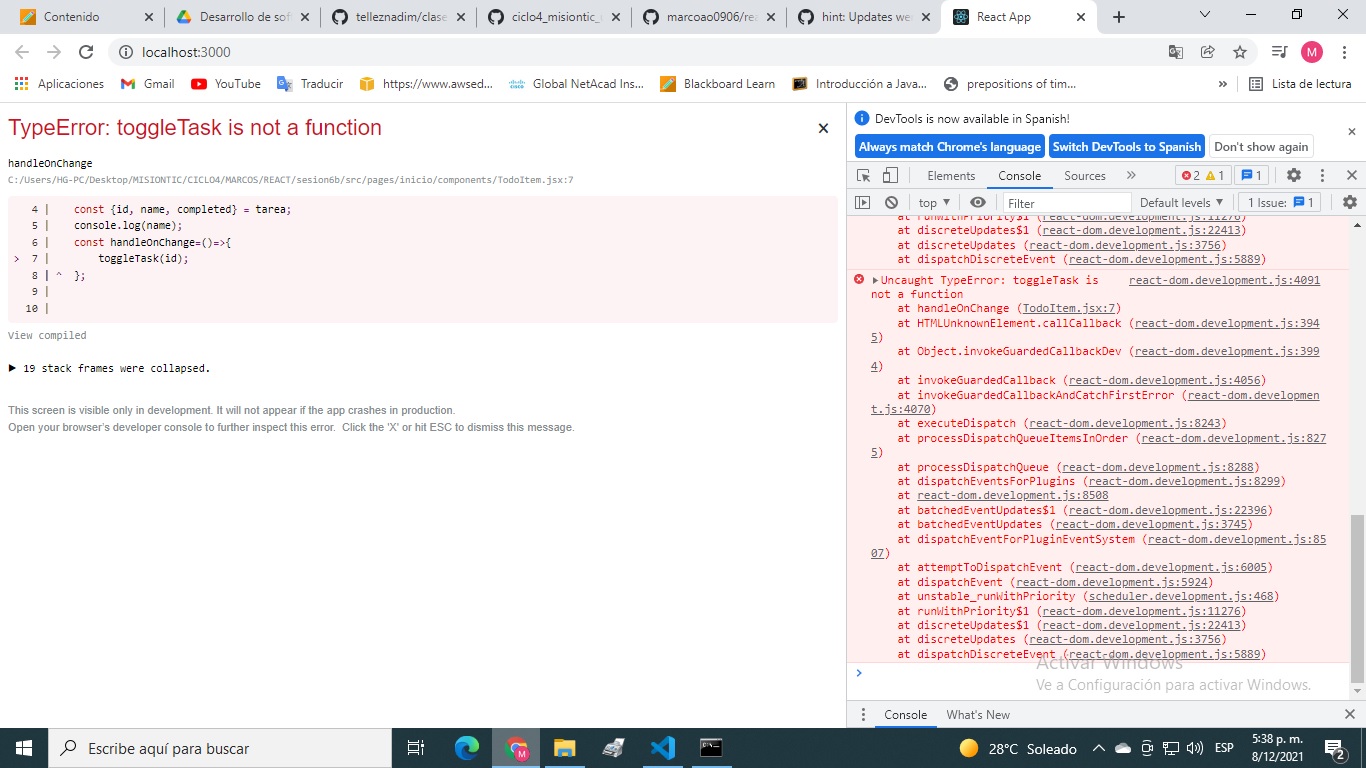 Contenido
Desarrollo de sof
telleznadim/clase
ciclo4_misiontic_
marcoao0906/rea
hint: Updates we
React App
localhost:3000
Aplicaciones
Gmail
YouTube
Traducir
https://www.awsed...
Global NetAcad Ins...
Blackboard Learn
Introducción a Java...
prepositions of tim...
»
Lista de lectura
TypeError: toggleTask is not a function
handleOnChange
C:/Users/HG-PC/Desktop/MISIONTIC/CICLO4/MARCOS/REACT/sesion6b/src/pages/inicio/components/TodoItem.jsx:7
4 | const {id, name, completed} = tarea;
5 | console.log(name);
6 | const handleOnChange=()=>{
> 7 | toggleTask(id);
8 | ^ };
9 |
10 |
View compiled
▶ 19 stack frames were collapsed.
This screen is visible only in development. It will not appear if the app crashes in production.
Open your browser's developer console to further inspect this error. Click the 'X' or hit ESC to dismiss this message.
DevTools is now available in Spanish!
Always match Chrome's language
Switch DevTools to Spanish
Don't show again
Elements
Console
Sources
»
2
1
1
top ▼
Filter
Default levels ▼
1 Issue: 1
at runWithPriority$1 (react-dom.development.js:11276)
at discreteUpdates$1 (react-dom.development.js:22413)
at discreteUpdates (react-dom.development.js:3756)
at dispatchDiscreteEvent (react-dom.development.js:5889)
▶Uncaught TypeError: toggleTask is react-dom.development.js:4091
not a function
at handleOnChange (TodoItem.jsx:7)
at HTMLUnknownElement.callCallback (react-dom.development.js:394
5)
at Object.invokeGuardedCallbackDev (react-dom.development.js:399
4)
at invokeGuardedCallback (react-dom.development.js:4056)
at invokeGuardedCallbackAndCatchFirstError (react-dom.developmen
t.js:4070)
at executeDispatch (react-dom.development.js:8243)
at processDispatchQueueItemsInOrder (react-dom.development.js:827
5)
at processDispatchQueue (react-dom.development.js:8288)
at dispatchEventsForPlugins (react-dom.development.js:8299)
at react-dom.development.js:8508
at batchedEventUpdates$1 (react-dom.development.js:22396)
at batchedEventUpdates (react-dom.development.js:3745)
at dispatchEventForPluginEventSystem (react-dom.development.js:85
07)
at attemptToDispatchEvent (react-dom.development.js:6005)
at dispatchEvent (react-dom.development.js:5924)
at unstable_runWithPriority (scheduler.development.js:468)
at runWithPriority$1 (react-dom.development.js:11276)
at discreteUpdates$1 (react-dom.development.js:22413)
at discreteUpdates (react-dom.development.js:3756)
at dispatchDiscreteEvent (react-dom.development.js:5889)
Activar Windows
Ve a Configuración para activar Windows.
Console
What's New
Escribe aquí para buscar
28°C Soleado
ESP
5:38 p. m.
8/12/2021
2